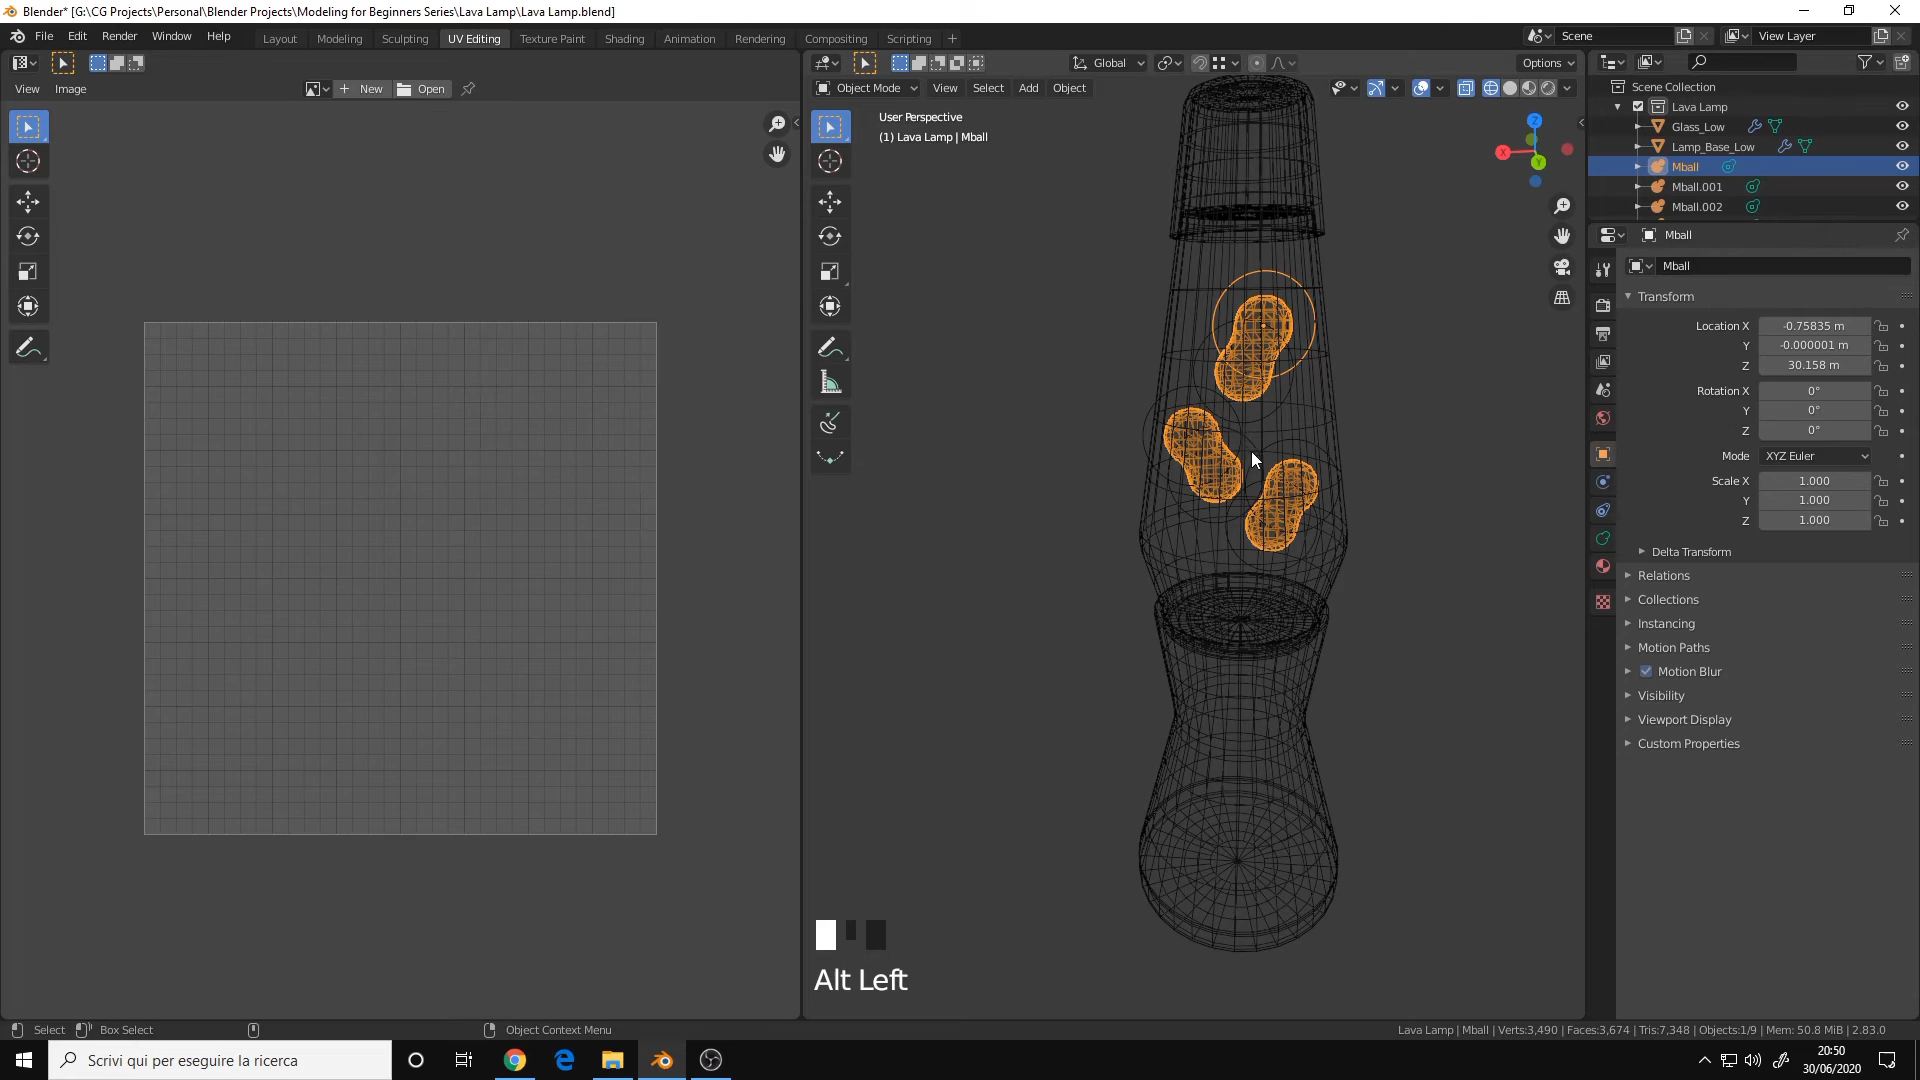 Blender* [G:\CG Projects\Personal\Blender Projects\Modeling for Beginners Series\Lava Lamp\Lava Lamp.blend]
File Edit Render Window Help Layout Modeling Sculpting UV Editing Texture Paint Shading Animation Rendering Compositing Scripting Scene View Layer
Global Options
View Image New Open Object Mode View Select Add Object
User Perspective
(1) Lava Lamp | Mball
Scene Collection
Lava Lamp
Glass_Low
Lamp_Base_Low
Mball
Mball.001
Mball.002
Mball
Mball
Transform
Location X -0.75835 m
Y -0.000001 m
Z 30.158 m
Rotation X 0°
Y 0°
Z 0°
Mode XYZ Euler
Scale X 1.000
Y 1.000
Z 1.000
Delta Transform
Relations
Collections
Instancing
Motion Paths
Motion Blur
Visibility
Viewport Display
Custom Properties
X
Y
Z
Alt Left
Select Box Select Object Context Menu Lava Lamp | Mball | Verts:3,490 | Faces:3,674 | Tris:7,348 | Objects:1/9 | Mem: 50.8 MiB | 2.83.0
Scrivi qui per eseguire la ricerca
20:50
30/06/2020